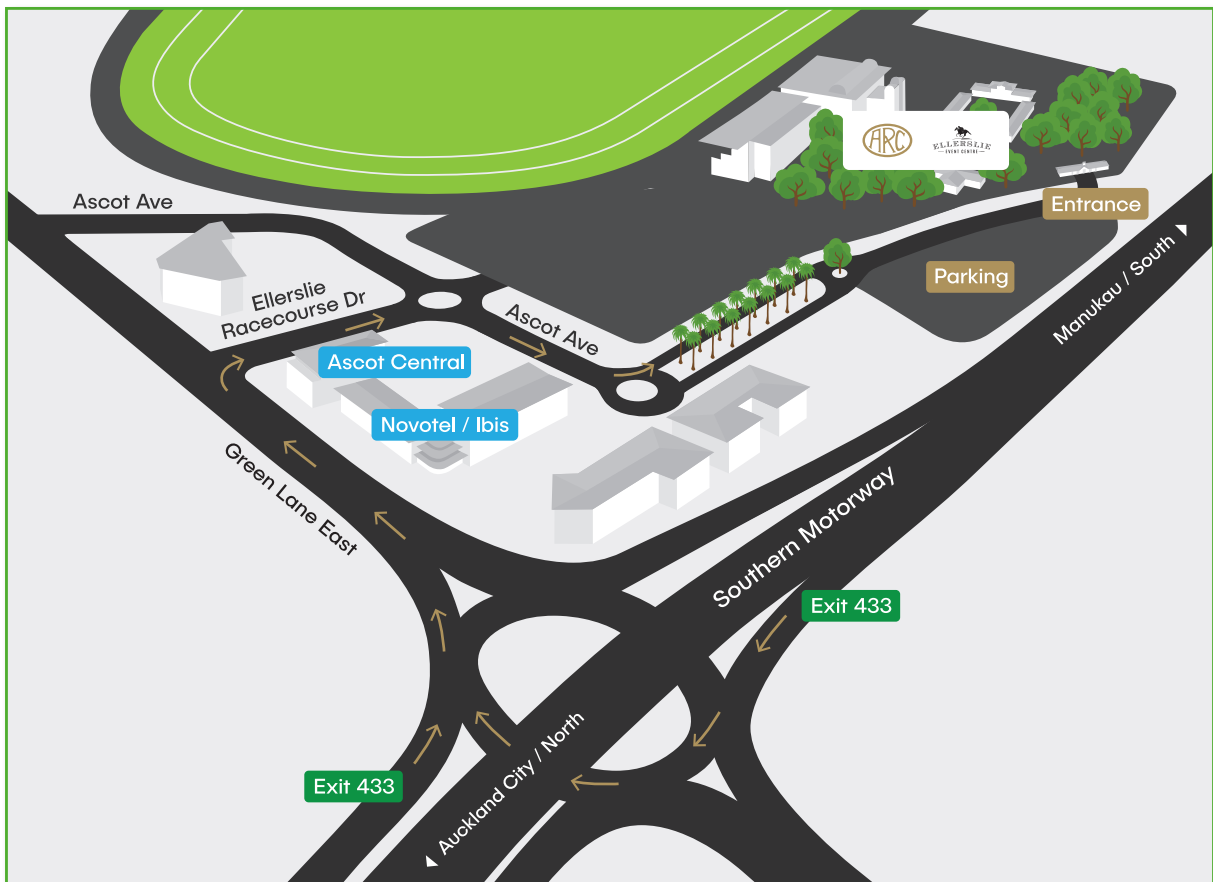 ARC
ELLERSLIE
EVENT CENTRE
Ascot Ave
Entrance
Manukau / South
Parking
Ellerslie
Racecourse Dr
Ascot Ave
Ascot Central
Novotel / Ibis
Green Lane East
Southern Motorway
Exit 433
Auckland City / North
Exit 433